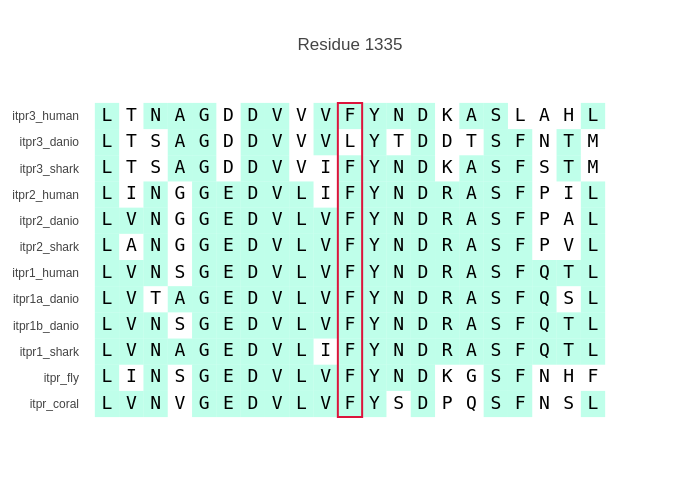 Residue 1335
itpr3_human L T N A G D D V V V F Y N D K A S L A H L
itpr3_danio L T S A G D D V V V L Y T D D T S F N T M
itpr3_shark L T S A G D D V V I F Y N D K A S F S T M
itpr2_human L I N G G E D V L I F Y N D R A S F P I L
itpr2_danio L V N G G E D V L V F Y N D R A S F P A L
itpr2_shark L A N G G E D V L V F Y N D R A S F P V L
itpr1_human L V N S G E D V L V F Y N D R A S F Q T L
itpr1a_danio L V T A G E D V L V F Y N D R A S F Q S L
itpr1b_danio L V N S G E D V L V F Y N D R A S F Q T L
itpr1_shark L V N A G E D V L I F Y N D R A S F Q T L
itpr_fly L I N S G E D V L V F Y N D K G S F N H F
itpr_coral L V N V G E D V L V F Y S D P Q S F N S L